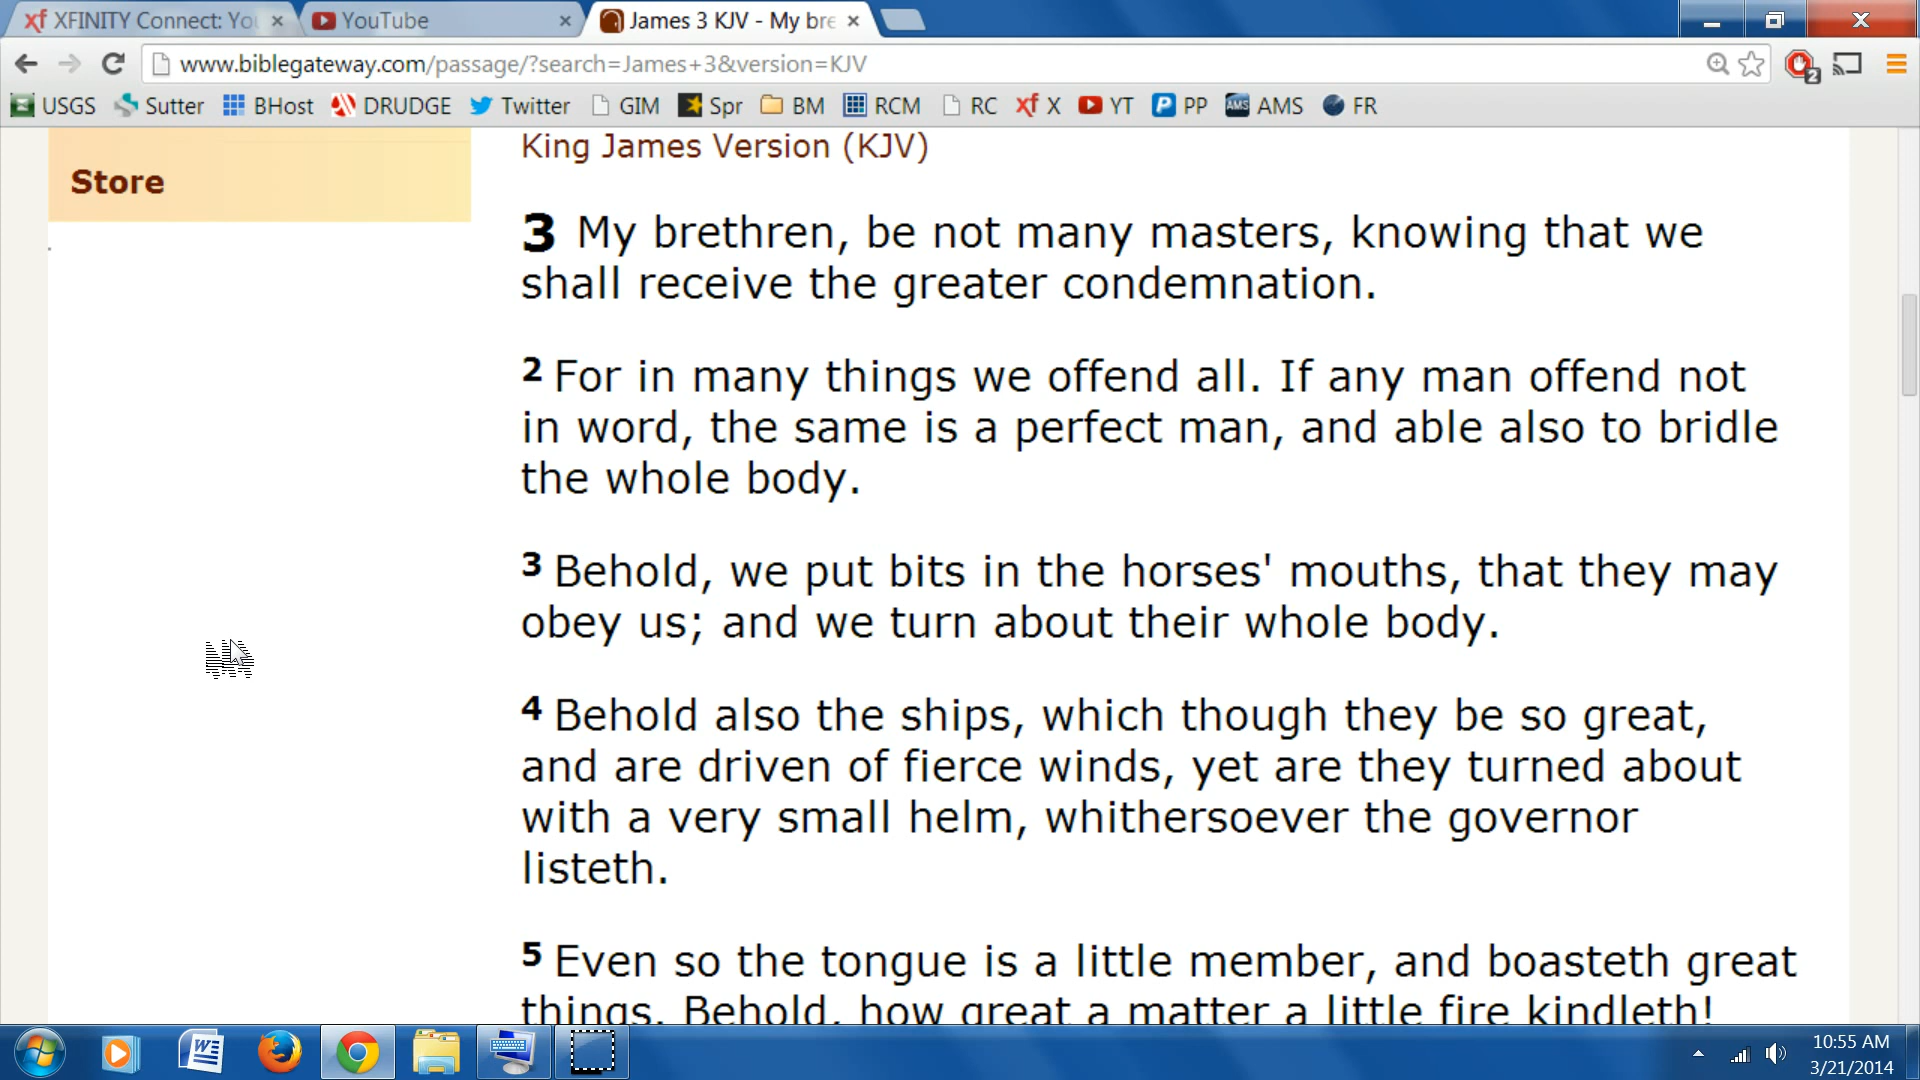 XFINITY Connect: Yo
YouTube
James 3 KJV - My bre
www.biblegateway.com/passage/?search=James+3&version=KJV
2
USGS Sutter BHost DRUDGE Twitter GIM Spr BM RCM RC X YT PP AMS FR
Store
King James Version (KJV)
3 My brethren, be not many masters, knowing that we
shall receive the greater condemnation.
2 For in many things we offend all. If any man offend not
in word, the same is a perfect man, and able also to bridle
the whole body.
3 Behold, we put bits in the horses' mouths, that they may
obey us; and we turn about their whole body.
4 Behold also the ships, which though they be so great,
and are driven of fierce winds, yet are they turned about
with a very small helm, whithersoever the governor
listeth.
5 Even so the tongue is a little member, and boasteth great
things. Behold, how great a matter a little fire kindleth!
10:55 AM
3/21/2014